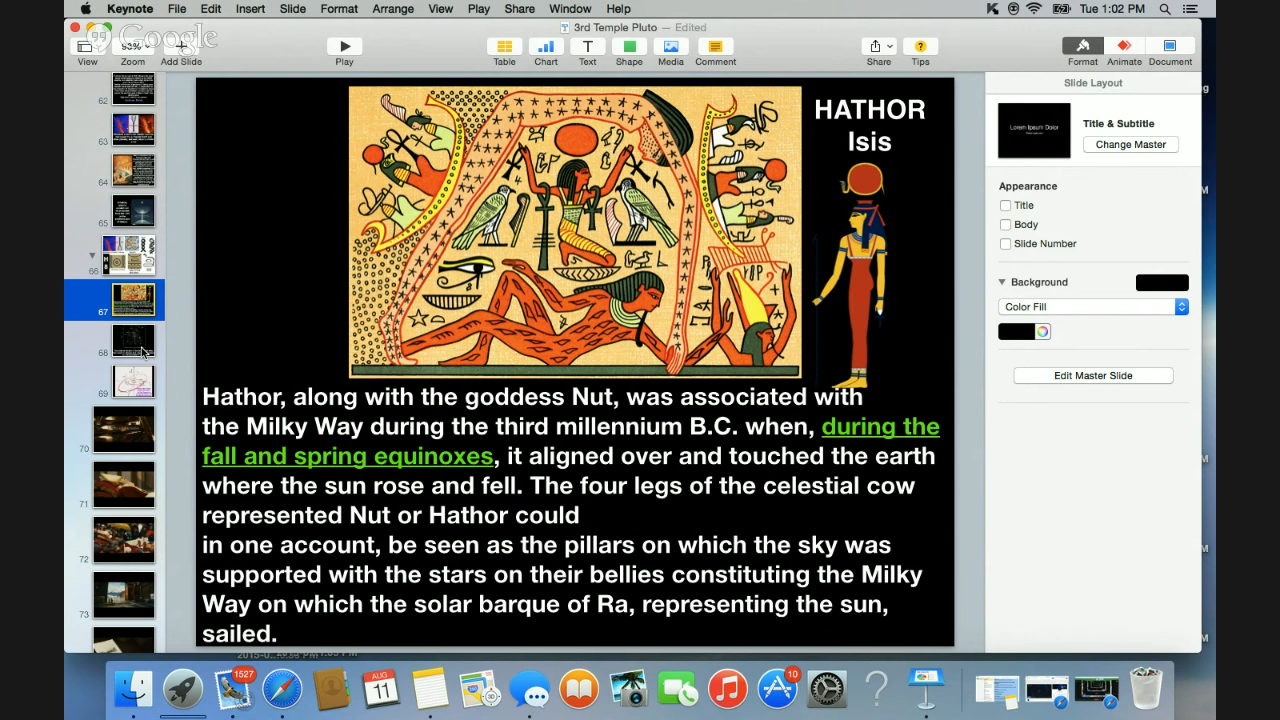 Keynote File Edit Insert Slide Format Arrange View Play Share Window Help Tue 1:02 PM
Google
3rd Temple Pluto — Edited
View Zoom Add Slide Play Table Chart Text Shape Media Comment Share Tips Format Animate Document
62
63
64
65
66
67
68
69
70
71
72
73
HATHOR
Isis
Hathor, along with the goddess Nut, was associated with
the Milky Way during the third millennium B.C. when, during the
fall and spring equinoxes, it aligned over and touched the earth
where the sun rose and fell. The four legs of the celestial cow
represented Nut or Hathor could
in one account, be seen as the pillars on which the sky was
supported with the stars on their bellies constituting the Milky
Way on which the solar barque of Ra, representing the sun,
sailed.
Slide Layout
Lorem Ipsum Dolor
Title & Subtitle
Change Master
Appearance
Title
Body
Slide Number
Background
Color Fill
Edit Master Slide
1527
AUG
11
10